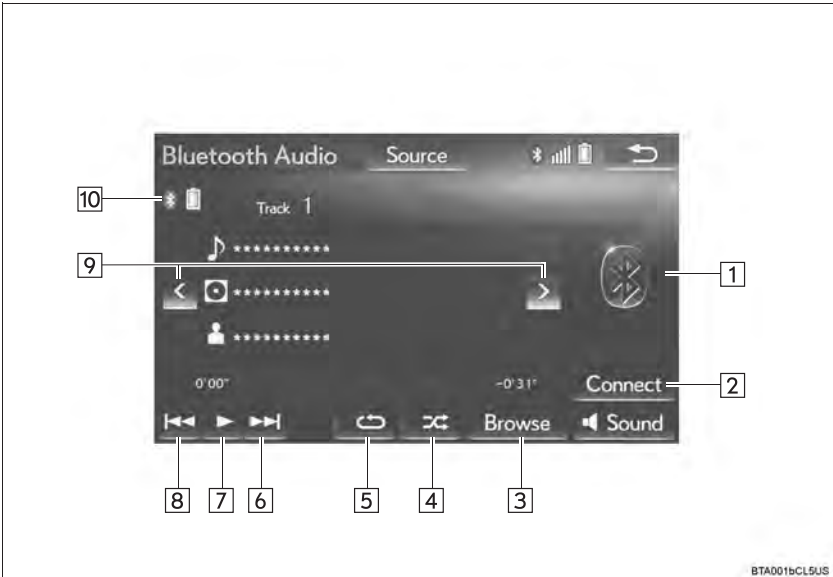 Bluetooth Audio Source
10
Track 1
**********
9
**********
1
**********
0'00" -0'31"
Connect 2
Browse Sound
8 7 6 5 4 3
BTA001bCL5US